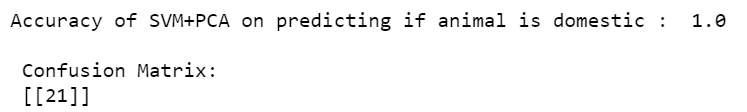 Accuracy of SVM+PCA on predicting if animal is domestic :  1.0
Confusion Matrix:
[[21]]